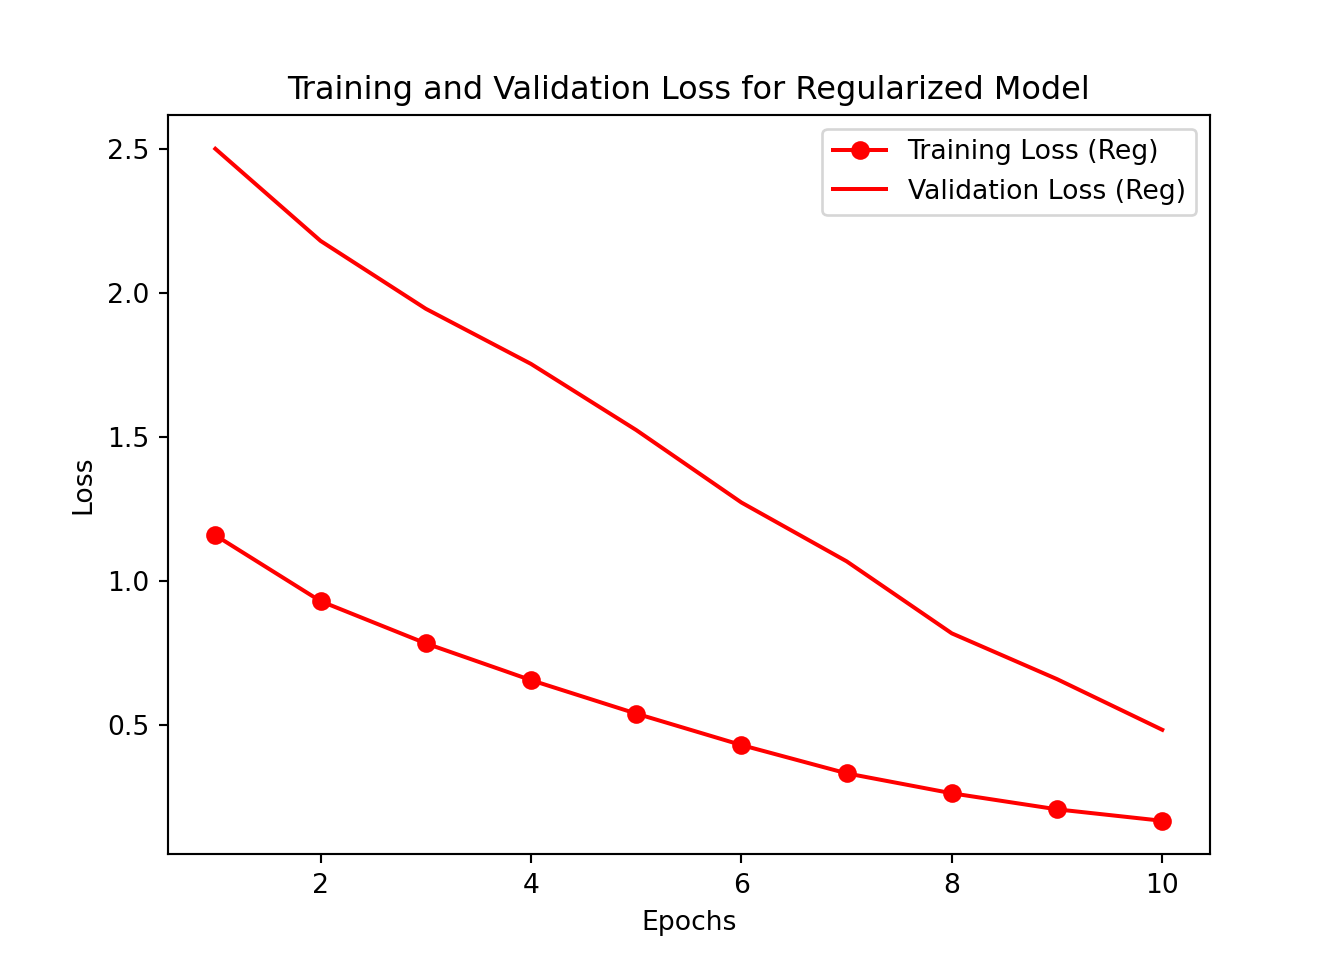 Training and Validation Loss for Regularized Model
Training Loss (Reg)
Validation Loss (Reg)
2.5
2.0
1.5
1.0
0.5
Loss
2 4 6 8 10
Epochs